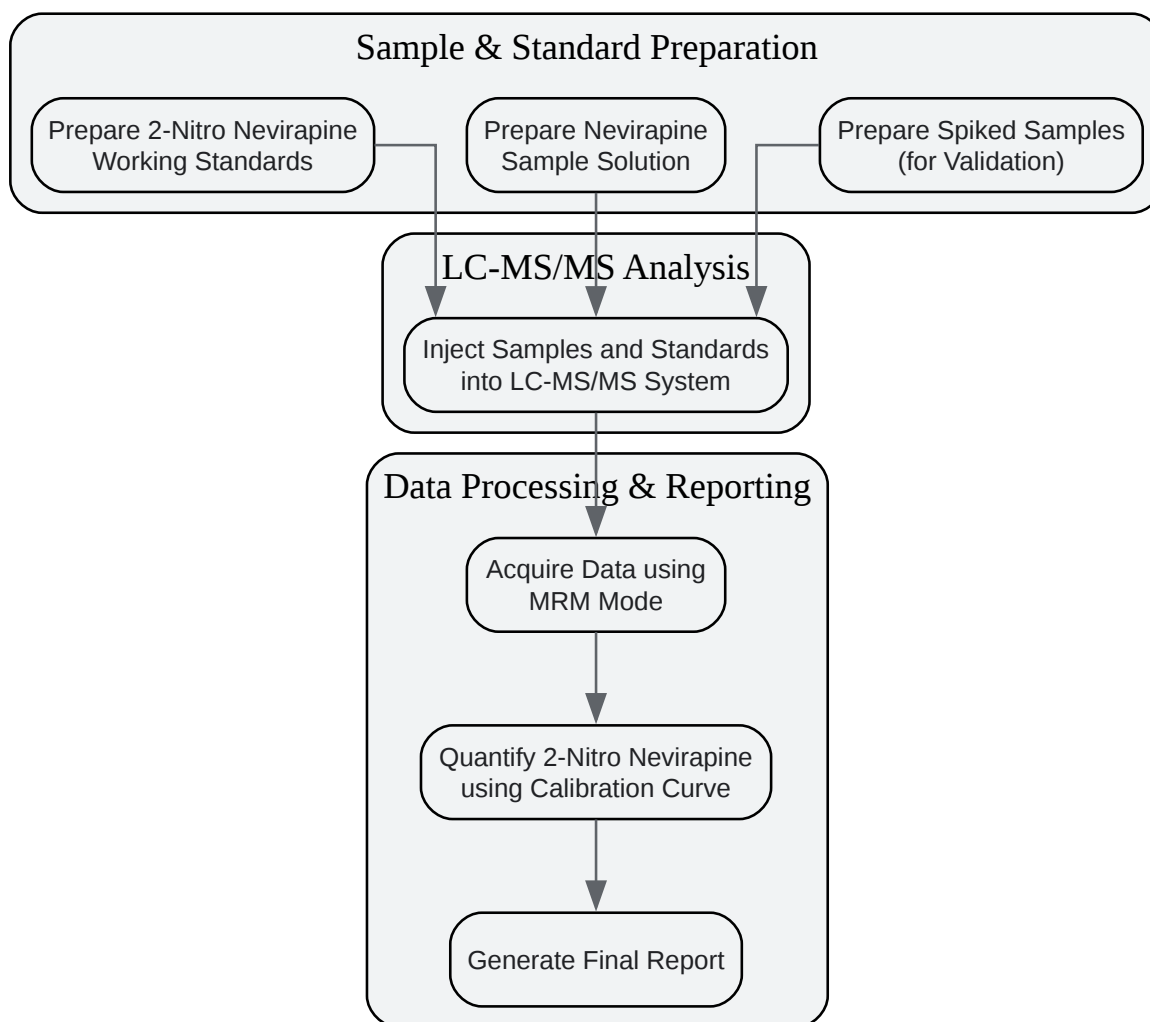 Sample & Standard Preparation
Prepare 2-Nitro Nevirapine
Working Standards
Prepare Nevirapine
Sample Solution
Prepare Spiked Samples
(for Validation)
LC-MS/MS Analysis
Inject Samples and Standards
into LC-MS/MS System
Data Processing & Reporting
Acquire Data using
MRM Mode
Quantify 2-Nitro Nevirapine
using Calibration Curve
Generate Final Report